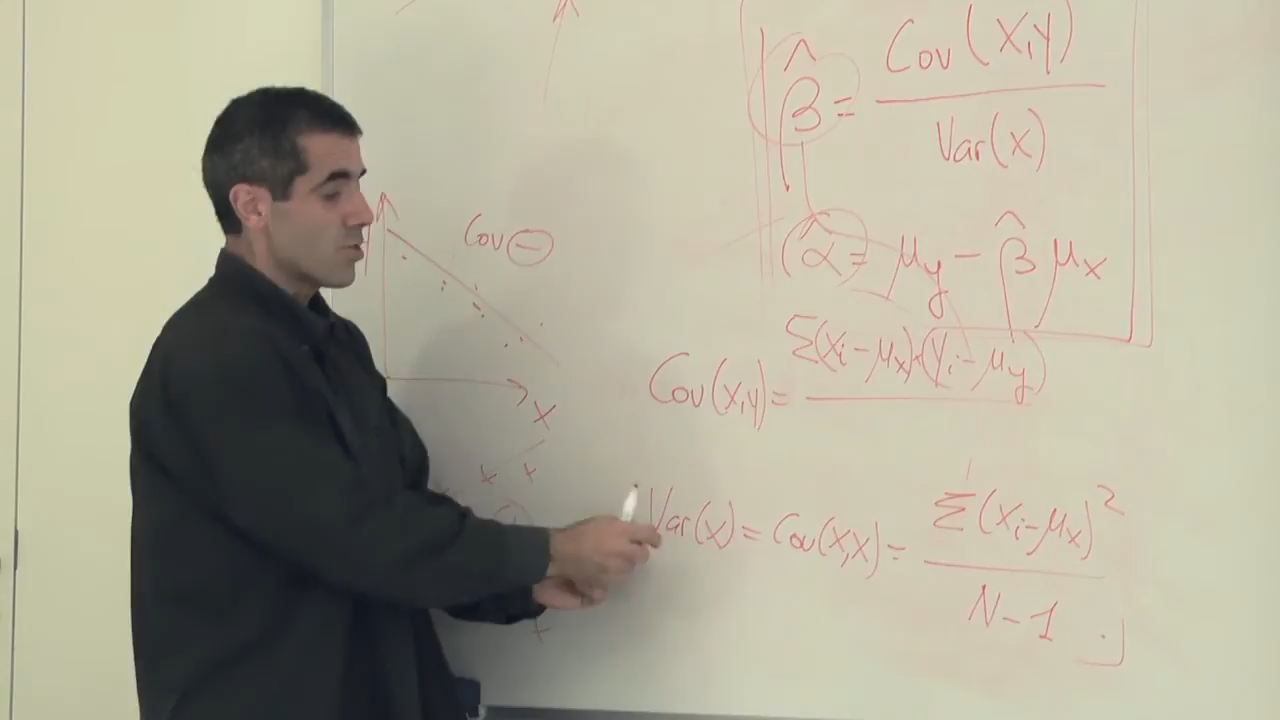 β̂ = Cov(X,y) / Var(x)
α̂ = μy - β̂ μx
Cov ⊖
X
Cov(x,y) = Σ(xi - μx)·(yi - μy)
Var(x) = Cov(X,X) = Σ(xi - μx)² / N - 1